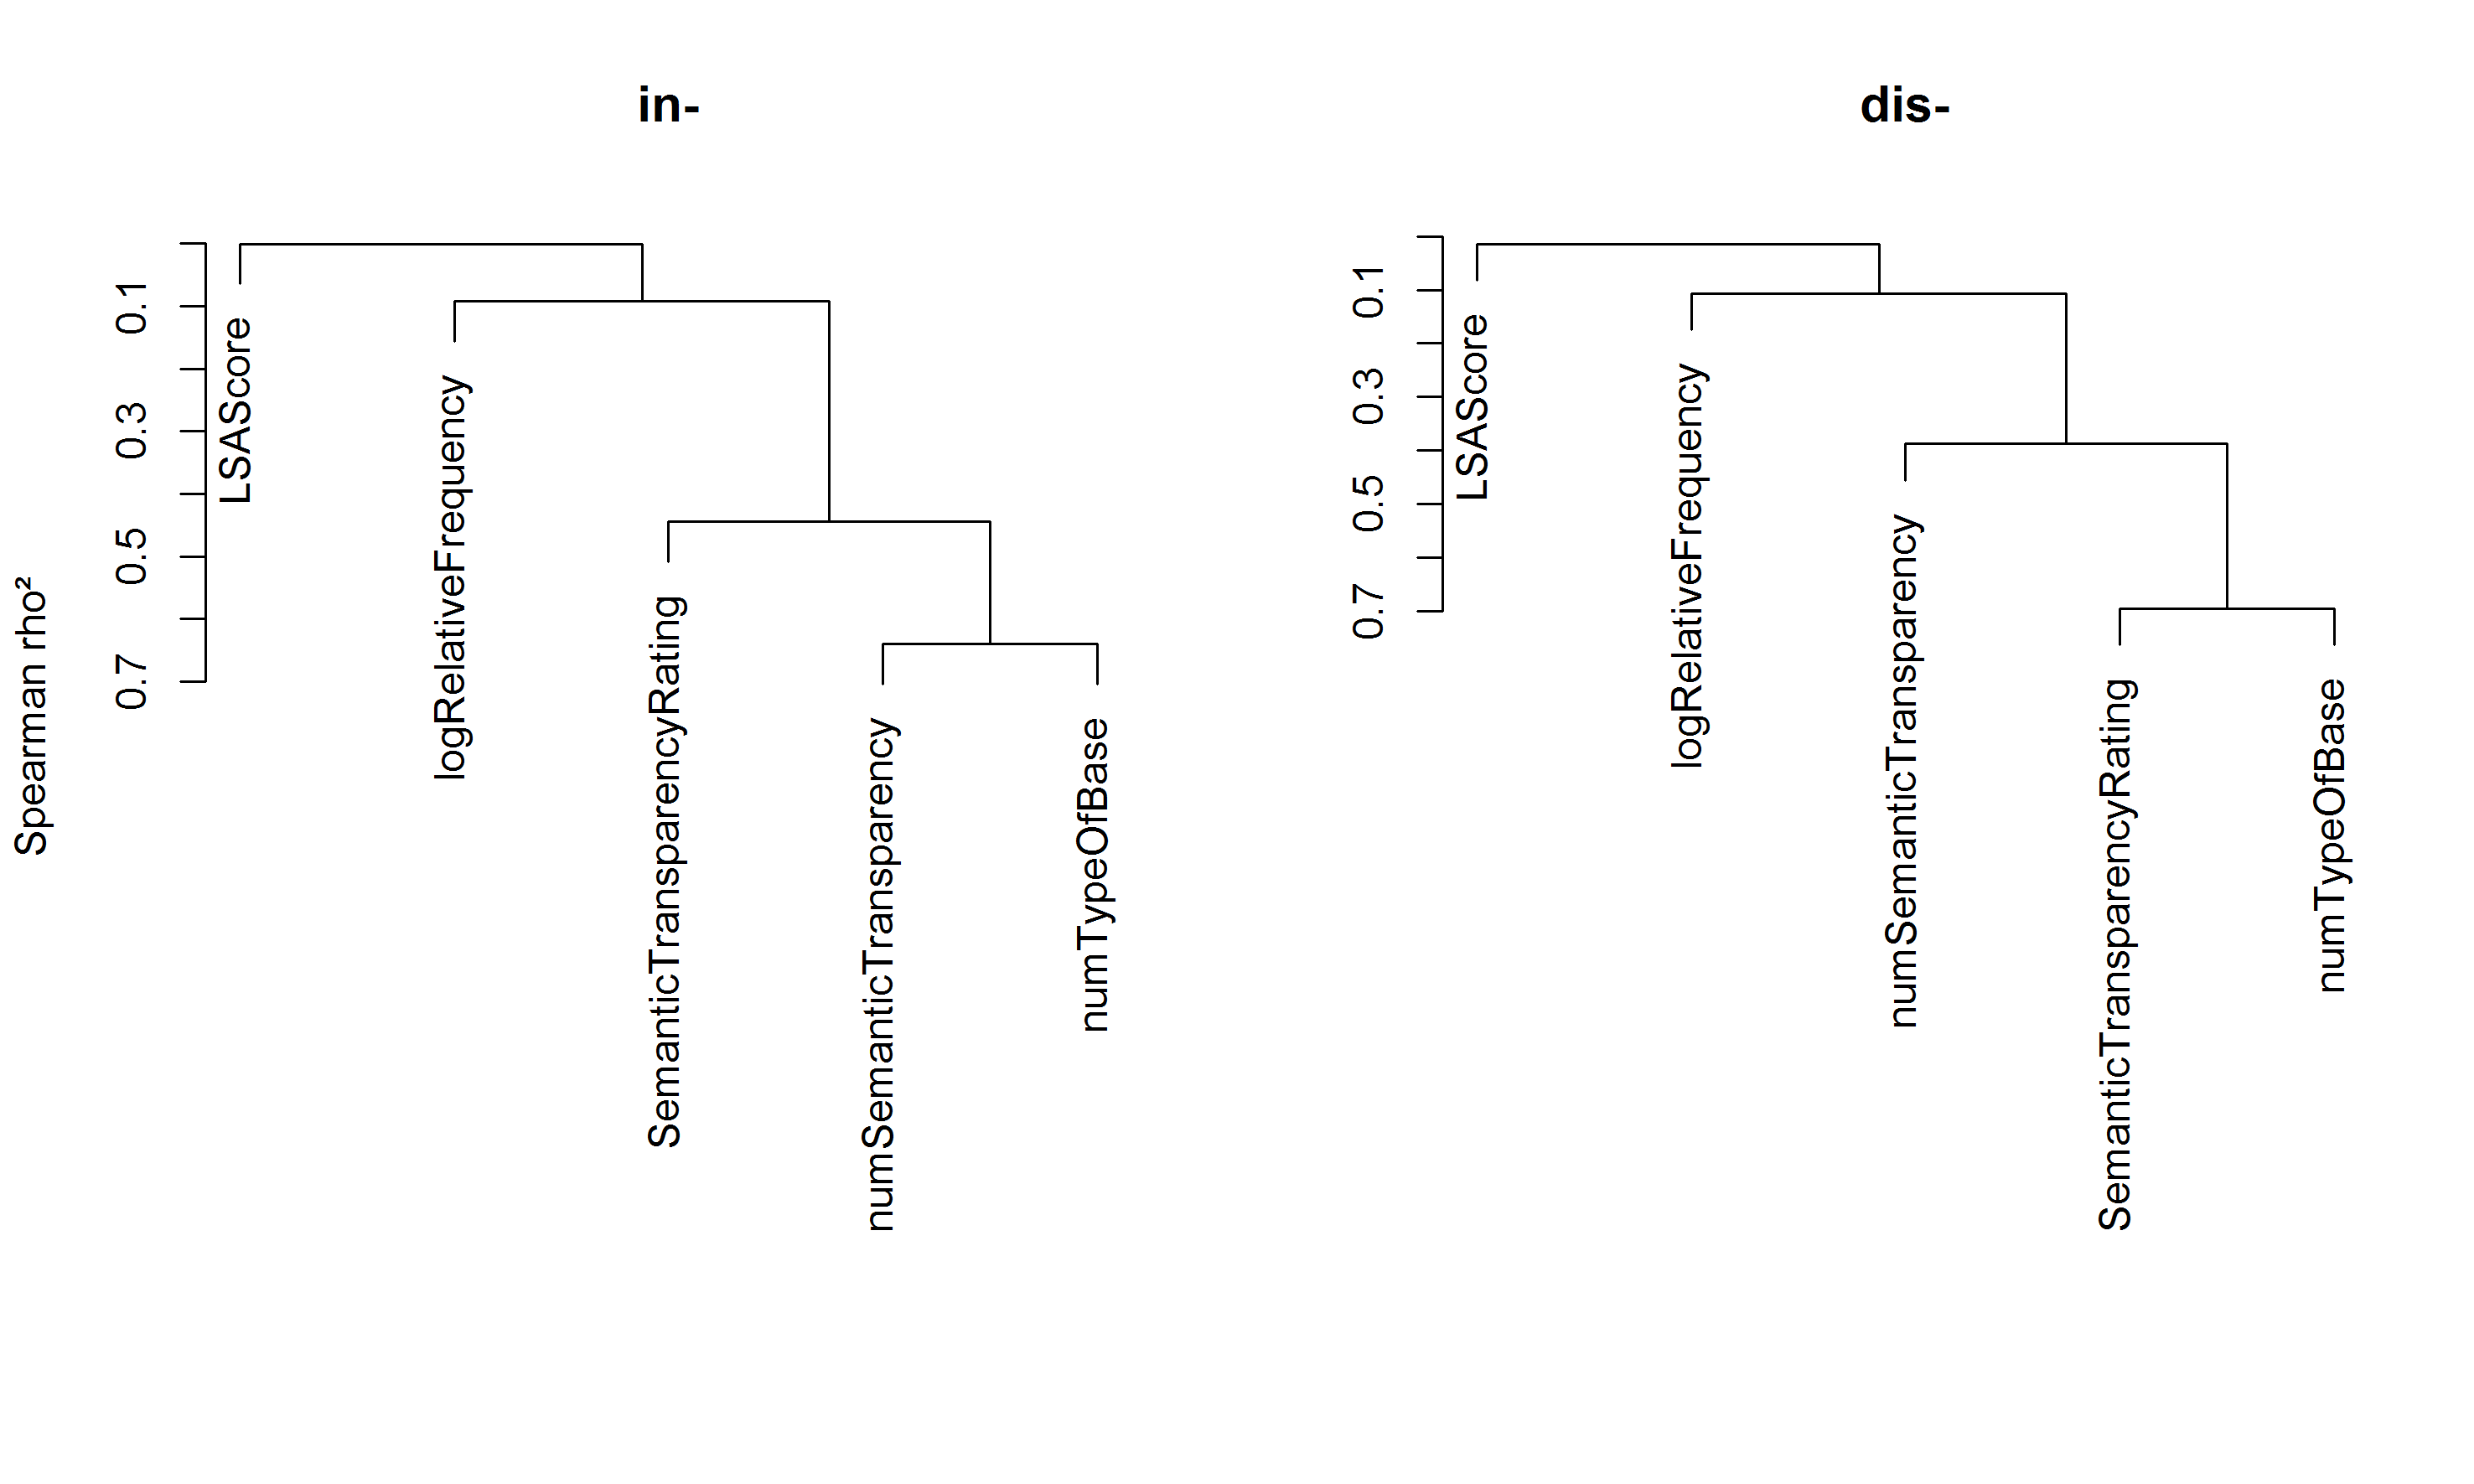 in-
Spearman rho²
0.1
0.3
0.5
0.7
LSAScore
logRelativeFrequency
SemanticTransparencyRating
numSemanticTransparency
numTypeOfBase
dis-
0.1
0.3
0.5
0.7
LSAScore
logRelativeFrequency
numSemanticTransparency
SemanticTransparencyRating
numTypeOfBase